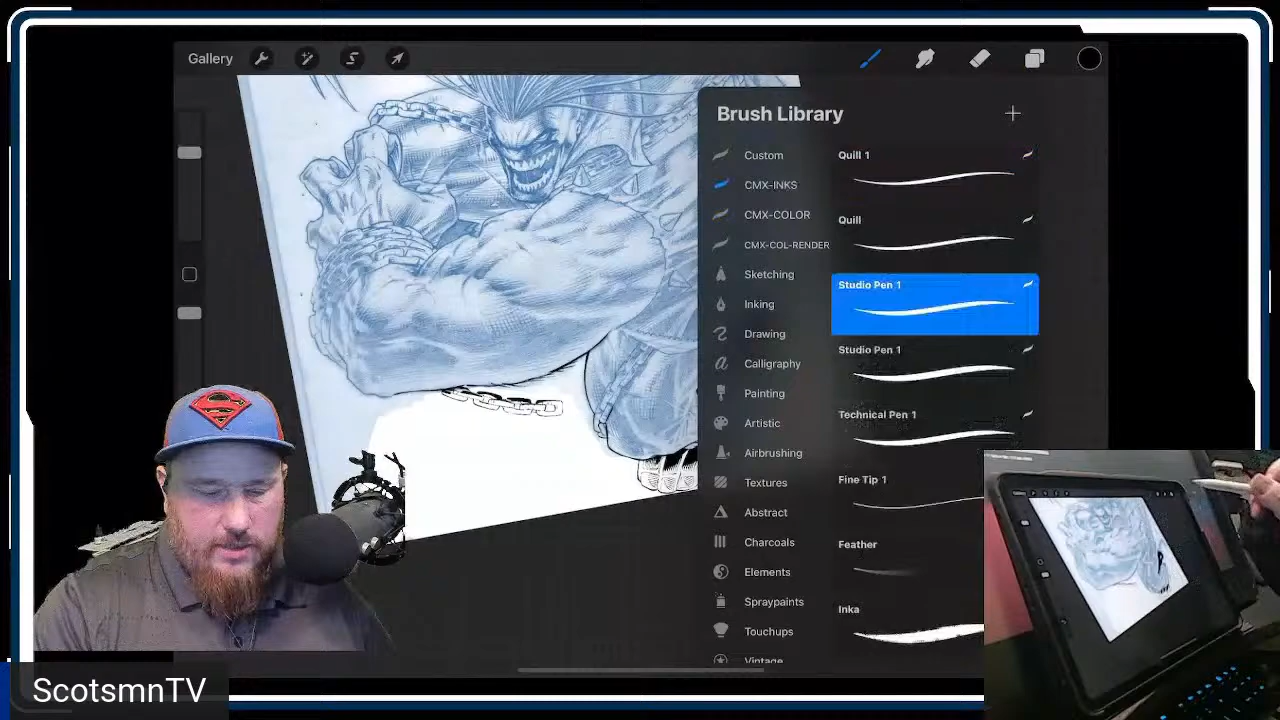 Gallery
Brush Library
Custom
CMX-INKS
CMX-COLOR
CMX-COL-RENDER
Sketching
Inking
Drawing
Calligraphy
Painting
Artistic
Airbrushing
Textures
Abstract
Charcoals
Elements
Spraypaints
Touchups
Vintage
Quill 1
Quill
Studio Pen 1
Studio Pen 1
Technical Pen 1
Fine Tip 1
Feather
Inka
ScotsmnTV